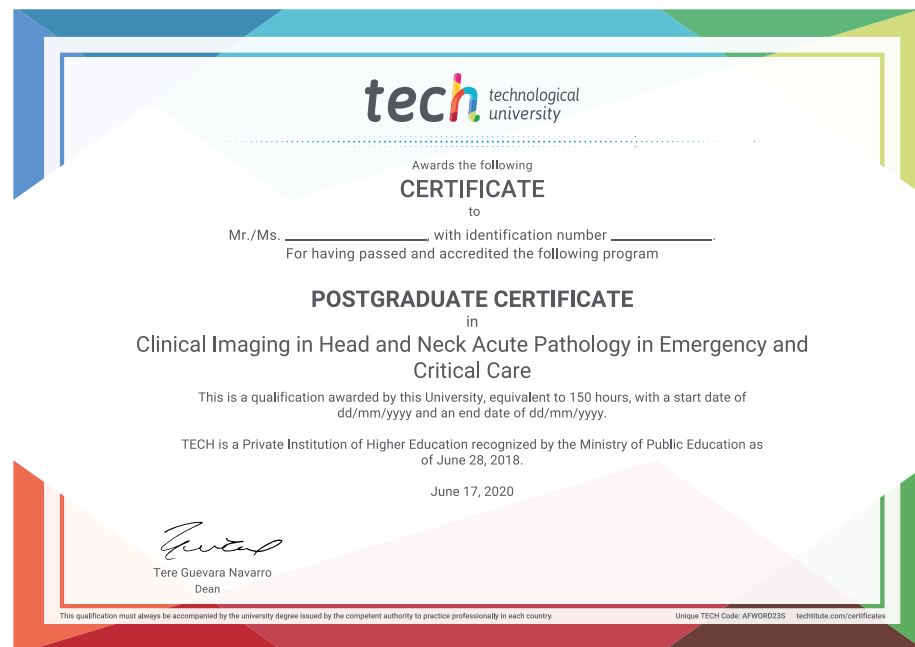 tech technological
university
Awards the following
CERTIFICATE
to
Mr./Ms. ____________, with identification number ____________.
For having passed and accredited the following program
POSTGRADUATE CERTIFICATE
in
Clinical Imaging in Head and Neck Acute Pathology in Emergency and
Critical Care
This is a qualification awarded by this University, equivalent to 150 hours, with a start date of
dd/mm/yyyy and an end date of dd/mm/yyyy.
TECH is a Private Institution of Higher Education recognized by the Ministry of Public Education as
of June 28, 2018.
June 17, 2020
Tere Guevara Navarro
Dean
This qualification must always be accompanied by the university degree issued by the competent authority to practice professionally in each country.
Unique TECH Code: AFWORD23S techtitute.com/certificates